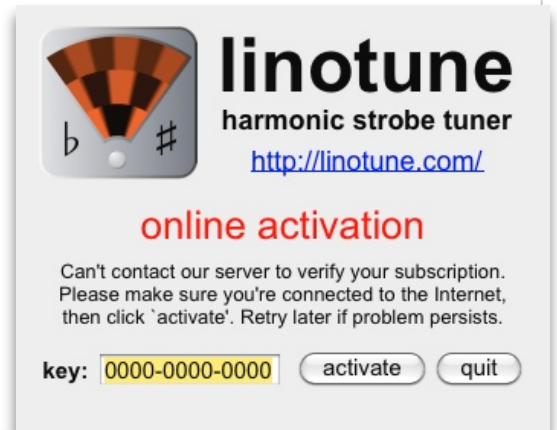 linotune
harmonic strobe tuner
http://linotune.com/
♭ ♯
online activation
Can't contact our server to verify your subscription.
Please make sure you're connected to the Internet,
then click `activate'. Retry later if problem persists.
key: 0000-0000-0000 activate quit